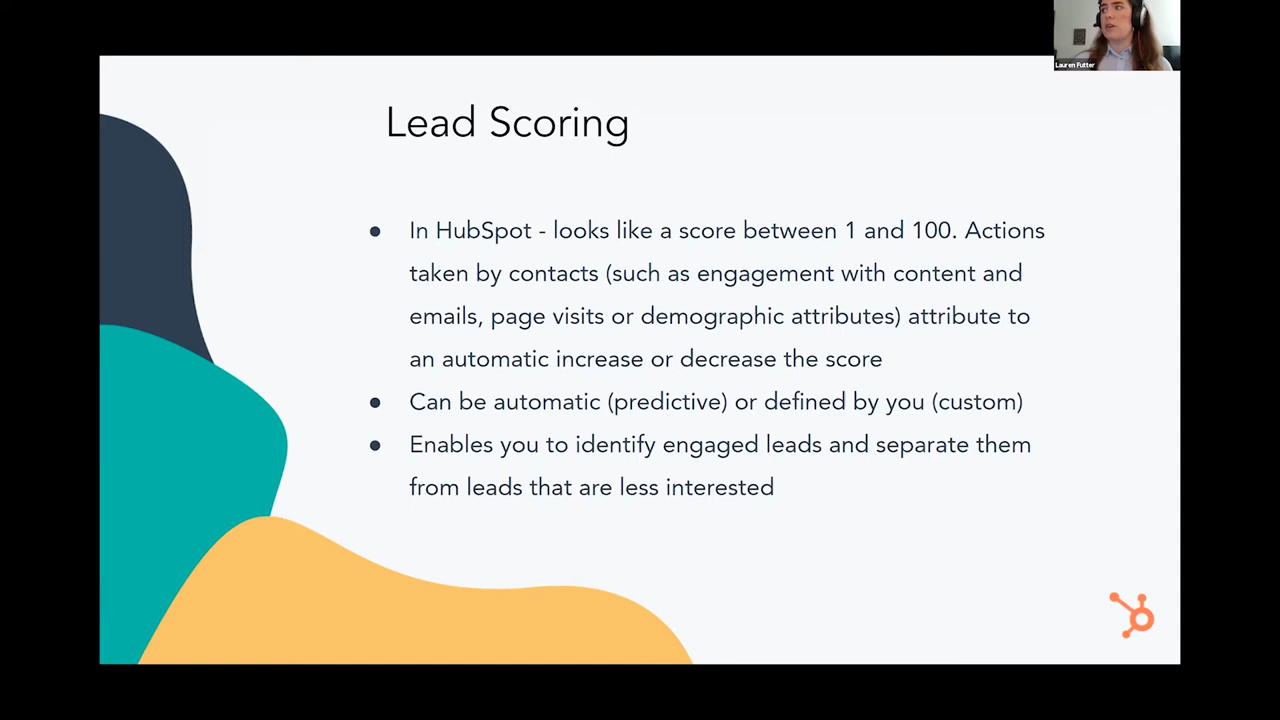 Lauren Futter
Lead Scoring
● In HubSpot - looks like a score between 1 and 100. Actions
taken by contacts (such as engagement with content and
emails, page visits or demographic attributes) attribute to
an automatic increase or decrease the score
● Can be automatic (predictive) or defined by you (custom)
● Enables you to identify engaged leads and separate them
from leads that are less interested